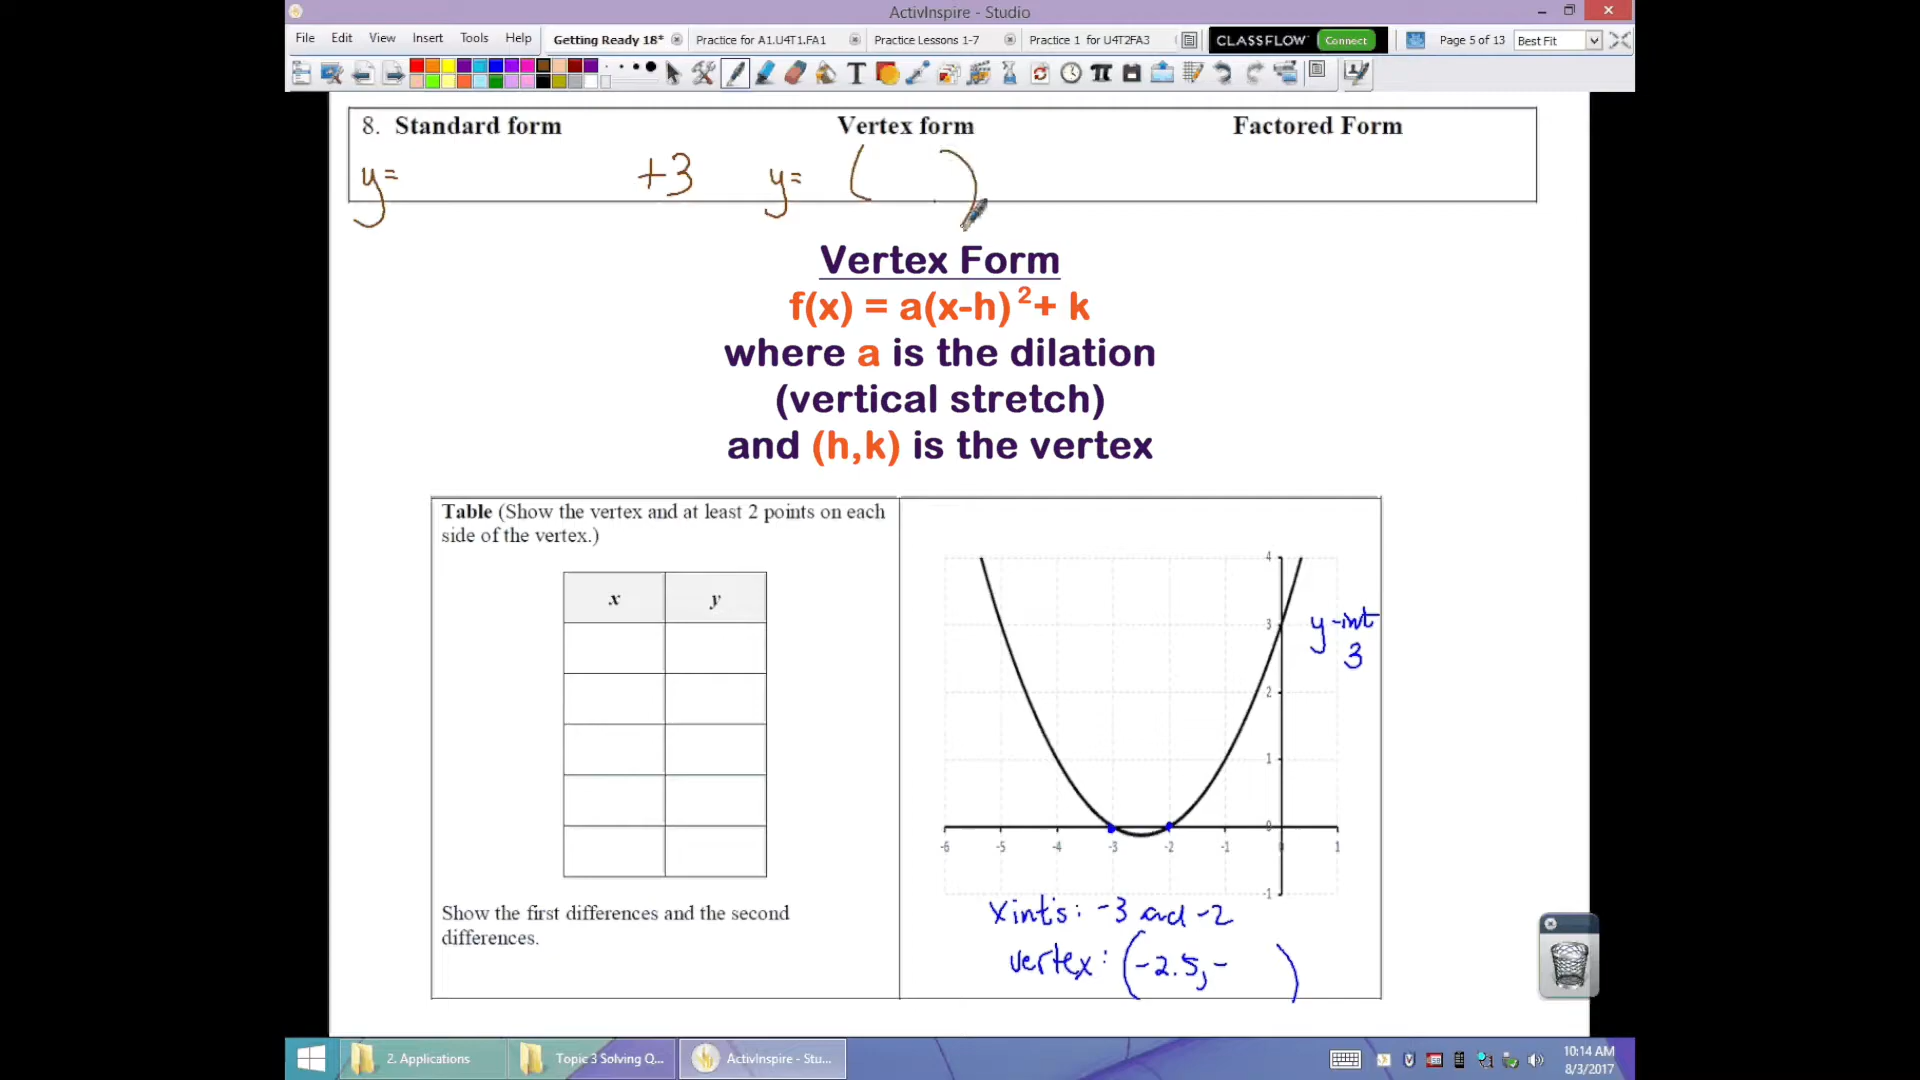 ActivInspire - Studio
File Edit View Insert Tools Help Getting Ready 18* Practice for A1.U4T1.FA1 Practice Lessons 1-7 Practice 1 for U4T2FA3 CLASSFLOW Connect Page 5 of 13 Best Fit
8. Standard form Vertex form Factored Form
y= +3 y= ( )
Vertex Form
f(x) = a(x-h)²+ k
where a is the dilation
(vertical stretch)
and (h,k) is the vertex
Table (Show the vertex and at least 2 points on each
side of the vertex.)
x y
Show the first differences and the second
differences.
4
3
2
1
0
-6 -5 -4 -3 -2 -1 0 1
-1
y-int
3
x int's: -3 and -2
vertex: (-2.5, - )
2. Applications Topic 3 Solving Q... ActivInspire - Stu...
10:14 AM
8/3/2017